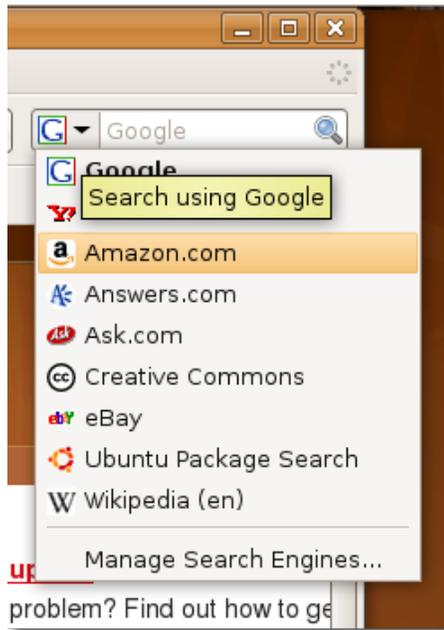 Google
Google
Search using Google
Amazon.com
Answers.com
Ask.com
Creative Commons
eBay
Ubuntu Package Search
Wikipedia (en)
Manage Search Engines...
up
problem? Find out how to ge